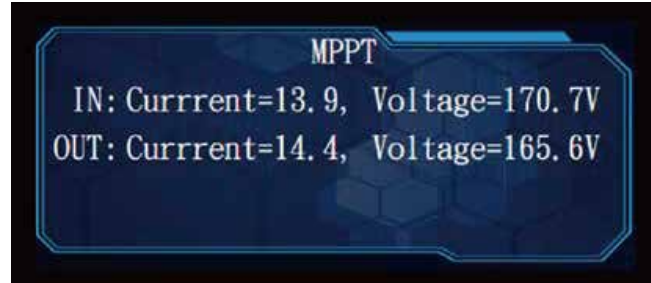 MPPT
IN: Currrent=13.9, Voltage=170.7V
OUT: Currrent=14.4, Voltage=165.6V